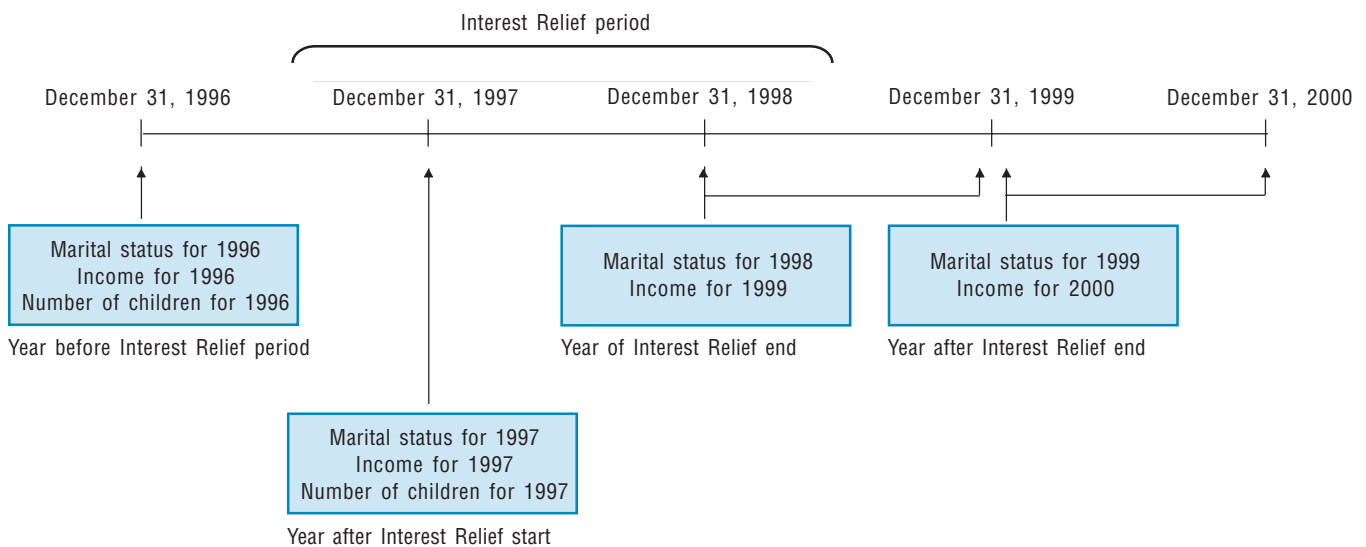 Interest Relief period
December 31, 1996
December 31, 1997
December 31, 1998
December 31, 1999
December 31, 2000
Marital status for 1996
Income for 1996
Number of children for 1996
Year before Interest Relief period
Marital status for 1998
Income for 1999
Year of Interest Relief end
Marital status for 1999
Income for 2000
Year after Interest Relief end
Marital status for 1997
Income for 1997
Number of children for 1997
Year after Interest Relief start